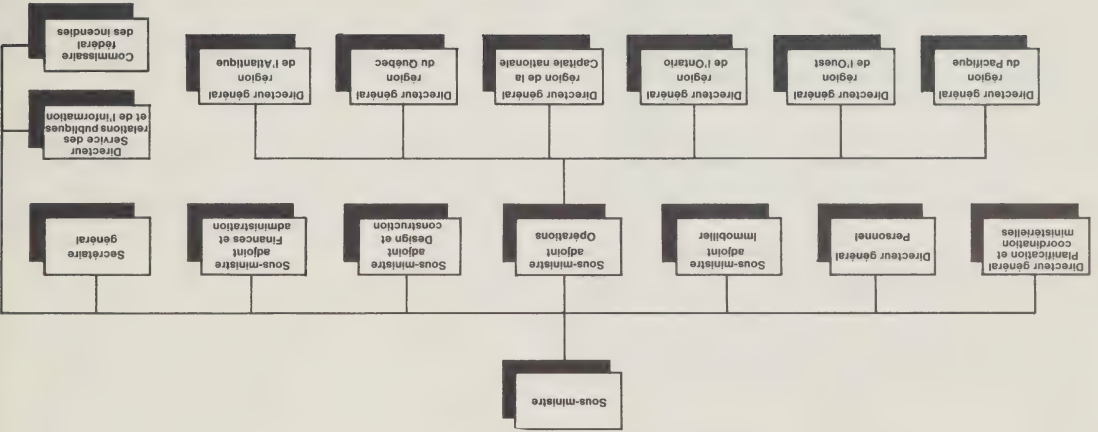 Sous-ministre
Directeur général
Planification et
coordination
ministérielles
Directeur général
Personnel
Sous-ministre
adjoint
Immobilier
Sous-ministre
adjoint
Opérations
Sous-ministre
adjoint
Design et
construction
Sous-ministre
adjoint
Finances et
administration
Secrétaire
général
Directeur
Service des
relations publiques
et de l'information
Directeur général
région
du Pacifique
Directeur général
région
de l'Ouest
Directeur général
région
de l'Ontario
Directeur général
région de la
Capitale nationale
Directeur général
région
du Québec
Directeur général
région
de l'Atlantique
Commissaire
fédéral
des incendies